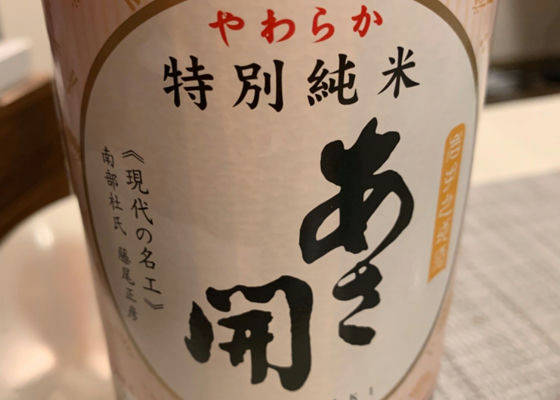 やわらか
特別純米
あさ開
《現代の名工》
南部杜氏 藤尾正彦